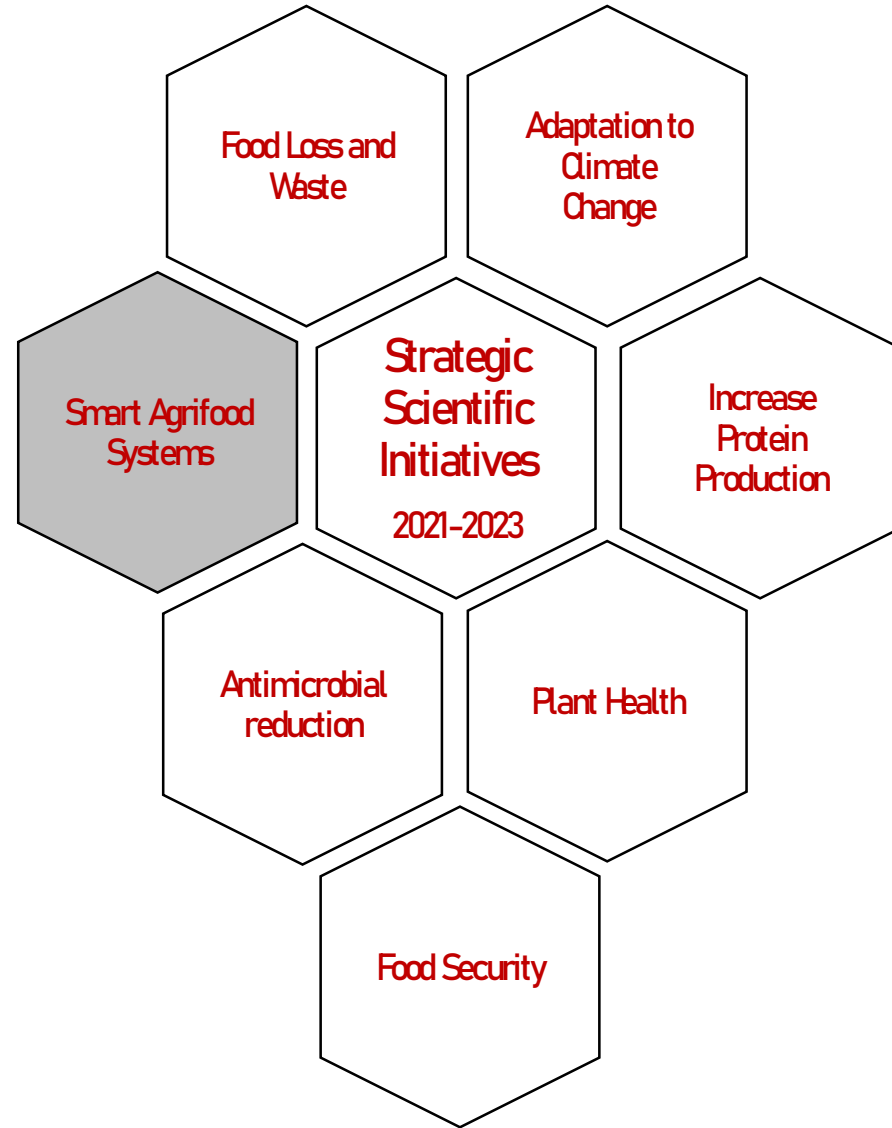 Food Loss and
Waste
Adaptation to
Climate
Change
Smart Agrifood
Systems
Strategic
Scientific
Initiatives
2021-2023
Increase
Protein
Production
Antimicrobial
reduction
Plant Health
Food Security